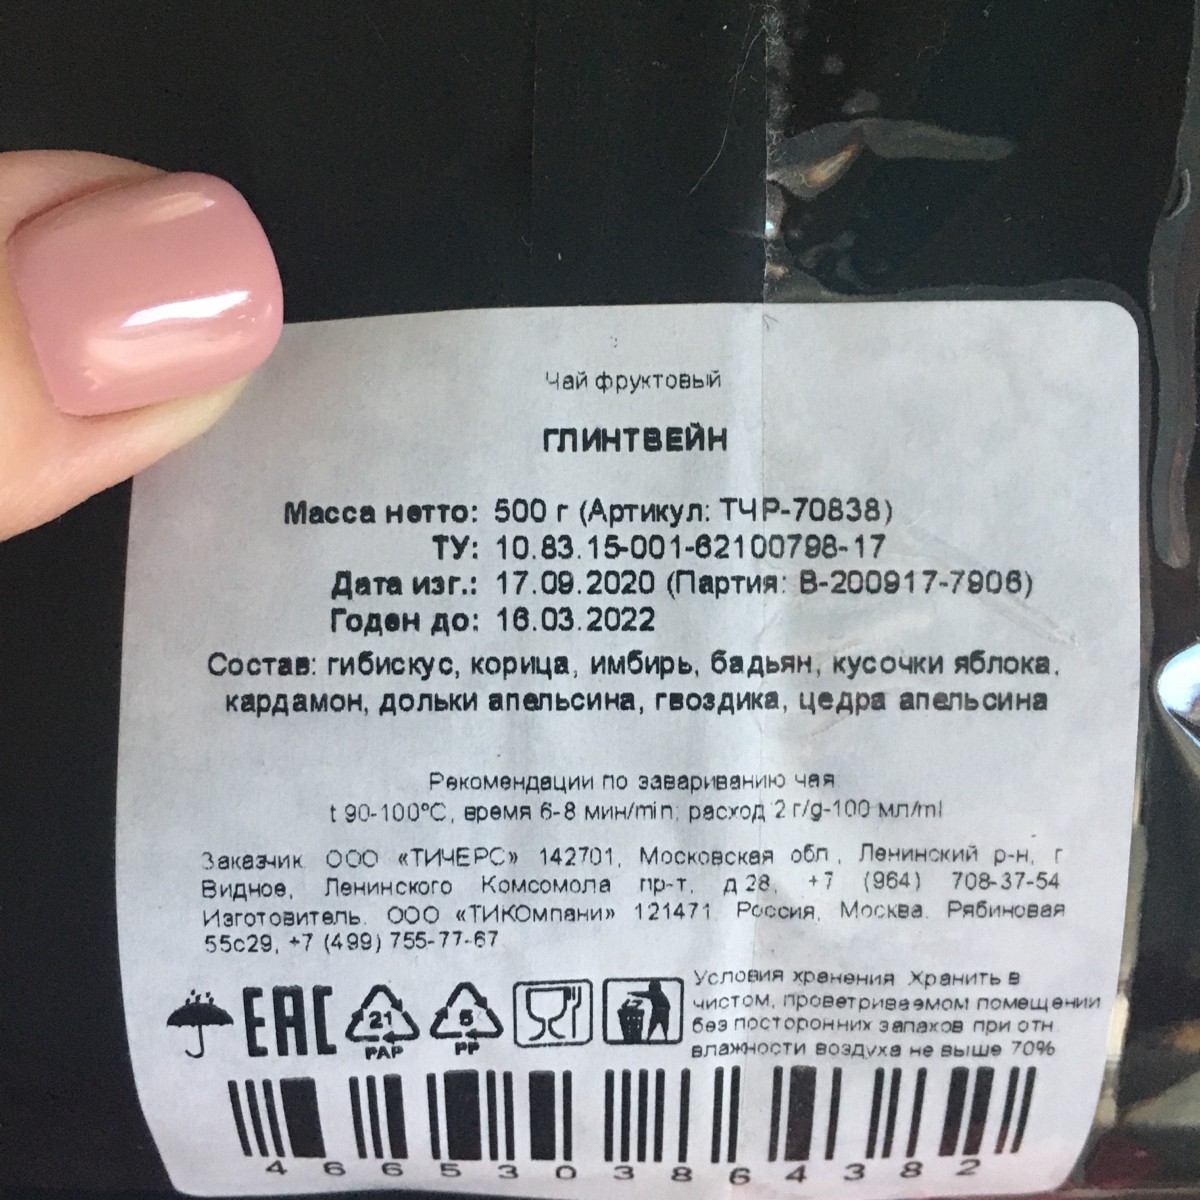 Чай фруктовый
ГЛИНТВЕЙН
Масса нетто: 500 г (Артикул: ТЧР-70838)
ТУ: 10.83.15-001-62100798-17
Дата изг.: 17.09.2020 (Партия: В-200917-7906)
Годен до: 16.03.2022
Состав: гибискус, корица, имбирь, бадьян, кусочки яблока,
кардамон, дольки апельсина, гвоздика, цедра апельсина
Рекомендации по завариванию чая
t 90-100°C, время 6-8 мин/min; расход 2 г/g-100 мл/ml
Заказчик ООО «ТИЧЕРС» 142701, Московская обл., Ленинский р-н, г
Видное, Ленинского Комсомола пр-т, д 28, +7 (964) 708-37-54
Изготовитель. ООО «ТИКОмпани» 121471 Россия, Москва. Рябиновая
55с29, +7 (499) 755-77-67
Условия хранения Хранить в
чистом, проветриваемом помещении
без посторонних запахов при отн.
влажности воздуха не выше 70%
EAC 21 PAP 5 PP
4665303864382